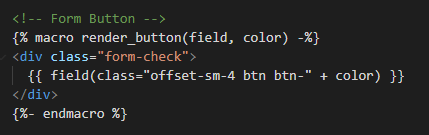 <!-- Form Button -->
{% macro render_button(field, color) -%}
<div class="form-check">
  {{ field(class="offset-sm-4 btn btn-" + color) }}
</div>
{%- endmacro %}